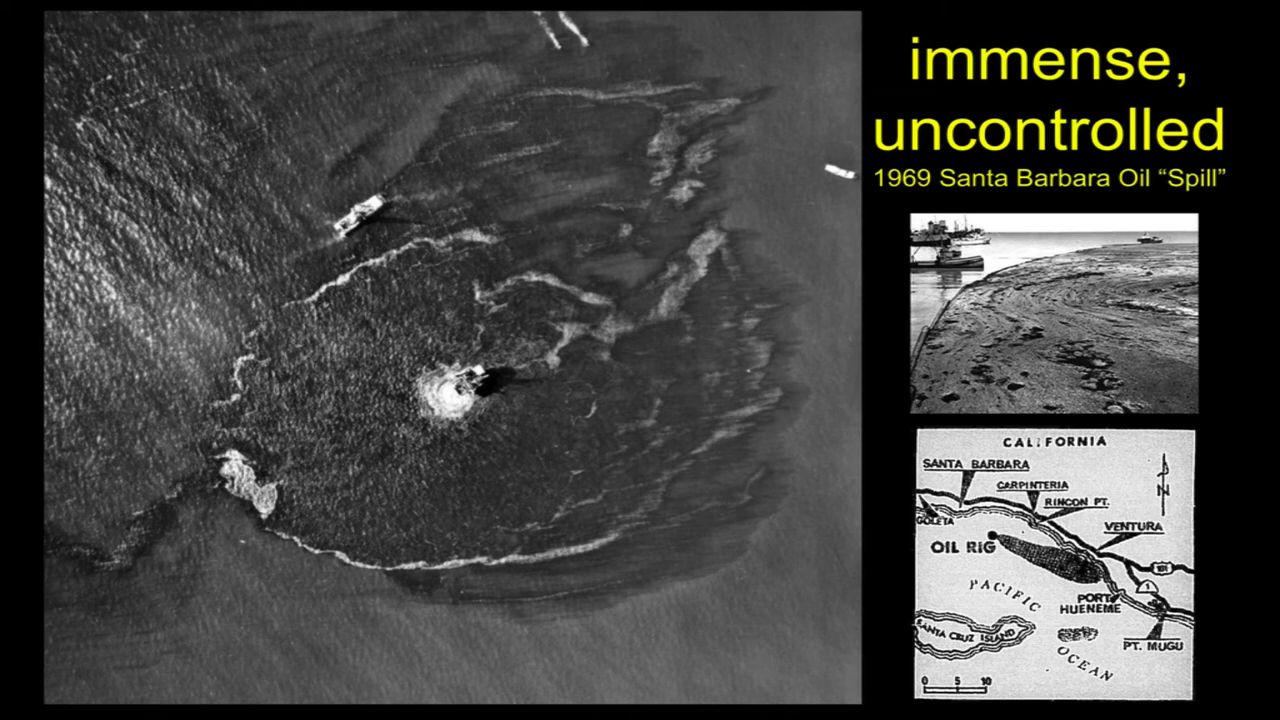 immense,
uncontrolled
1969 Santa Barbara Oil “Spill”
CALIFORNIA
SANTA BARBARA
CARPINTERIA
RINCON PT.
GOLETA
VENTURA
OIL RIG
101
1
PACIFIC
PORT
HUENEME
SANTA CRUZ ISLAND
PT. MUGU
OCEAN
N
0 5 10